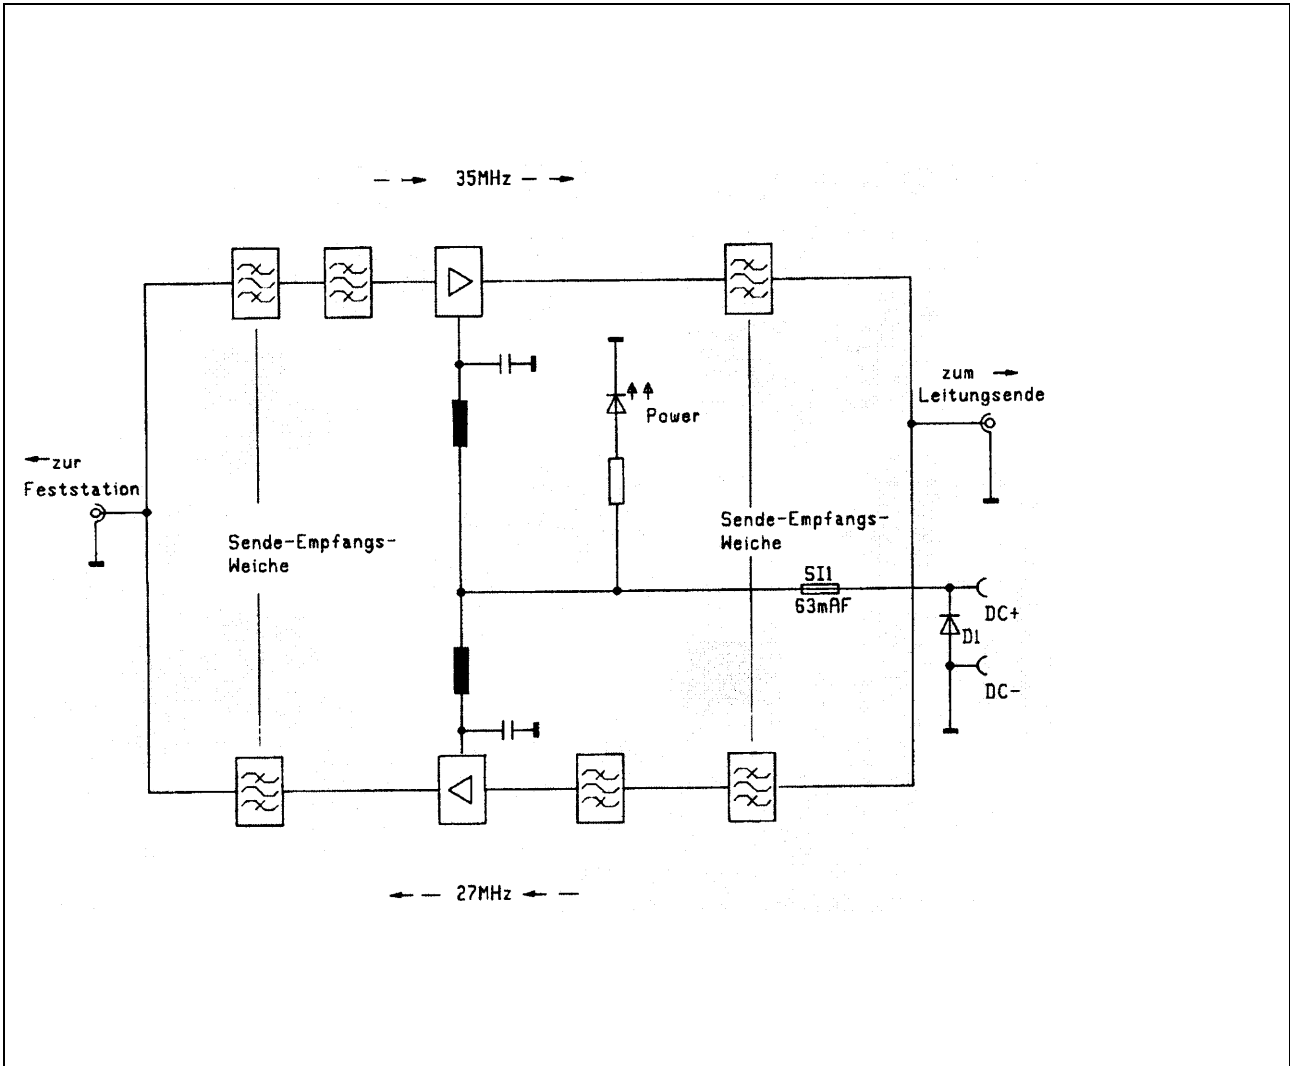 35MHz
zum
Leitungsende
Power
zur
Feststation
Sende-Empfangs-
Weiche
Sende-Empfangs-
Weiche
SI1
63mAF
DC+
D1
DC-
27MHz